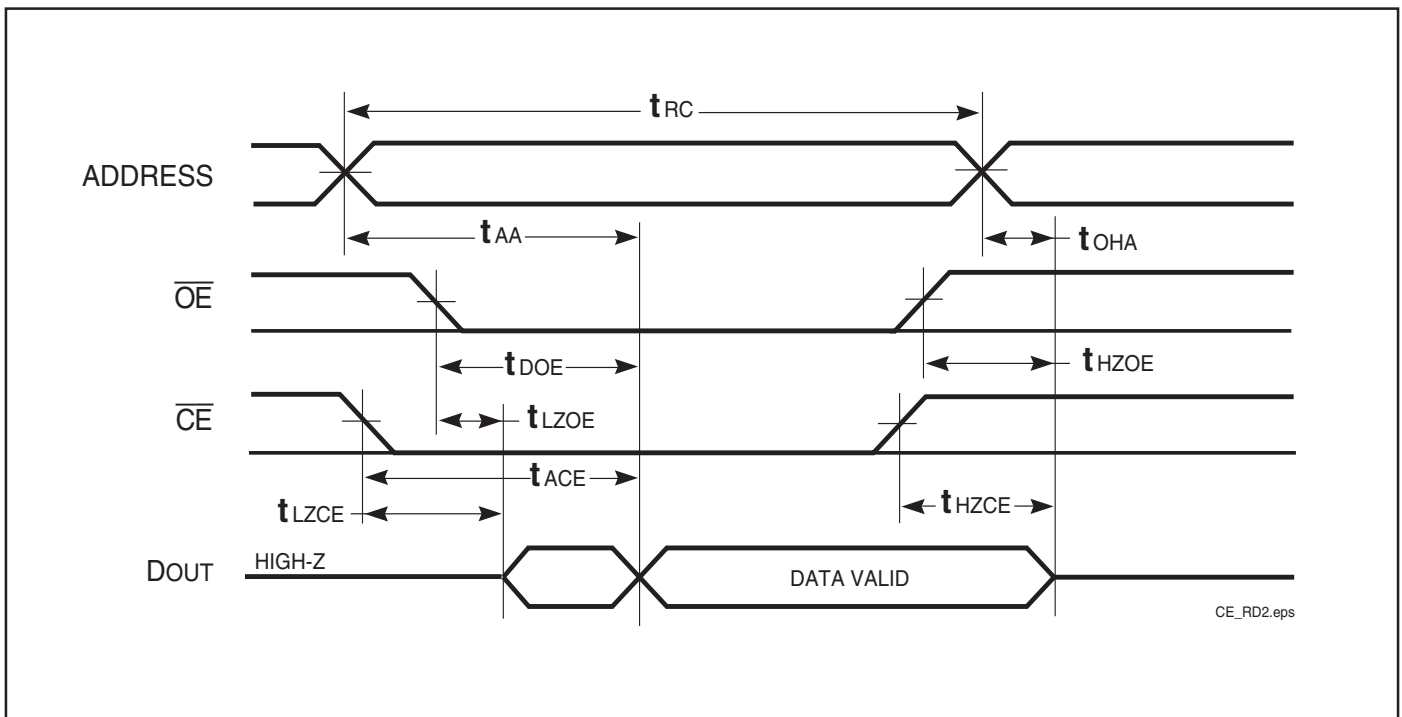 tRC
ADDRESS
tAA
tOHA
OE
tDOE
tHZOE
CE
tLZOE
tACE
tLZCE
tHZCE
DOUT
HIGH-Z
DATA VALID
CE_RD2.eps